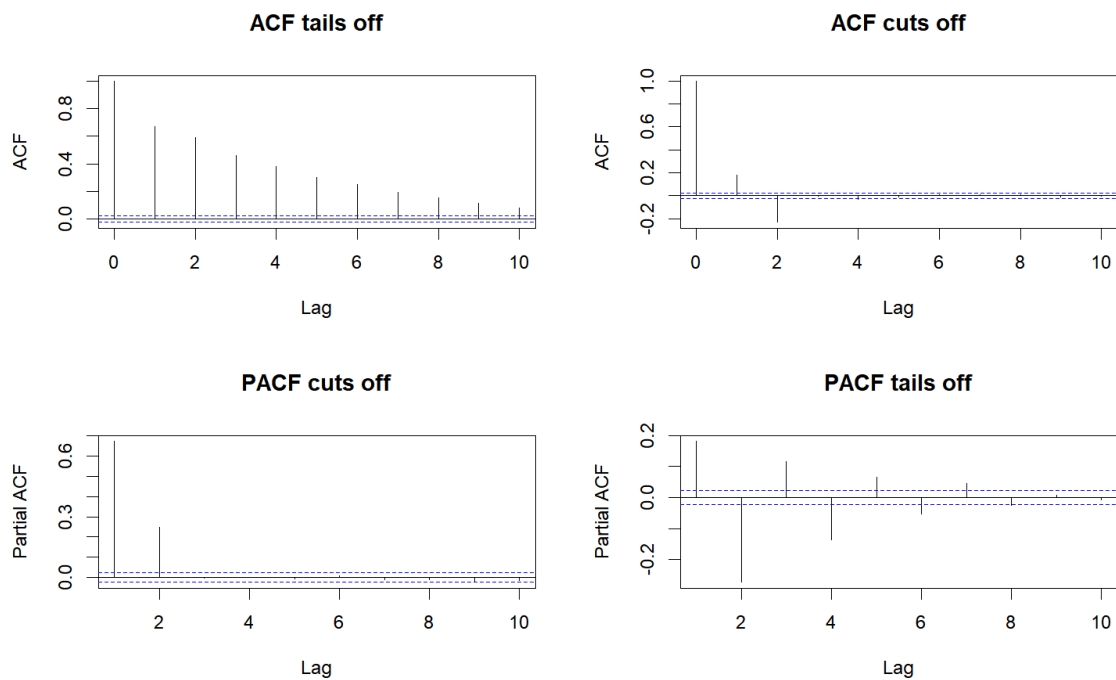 ACF tails off
ACF
0.0 0.4 0.8
0 2 4 6 8 10
Lag
ACF cuts off
ACF
-0.2 0.2 0.6 1.0
0 2 4 6 8 10
Lag
PACF cuts off
Partial ACF
0.0 0.3 0.6
2 4 6 8 10
Lag
PACF tails off
Partial ACF
-0.2 0.0 0.2
2 4 6 8 10
Lag